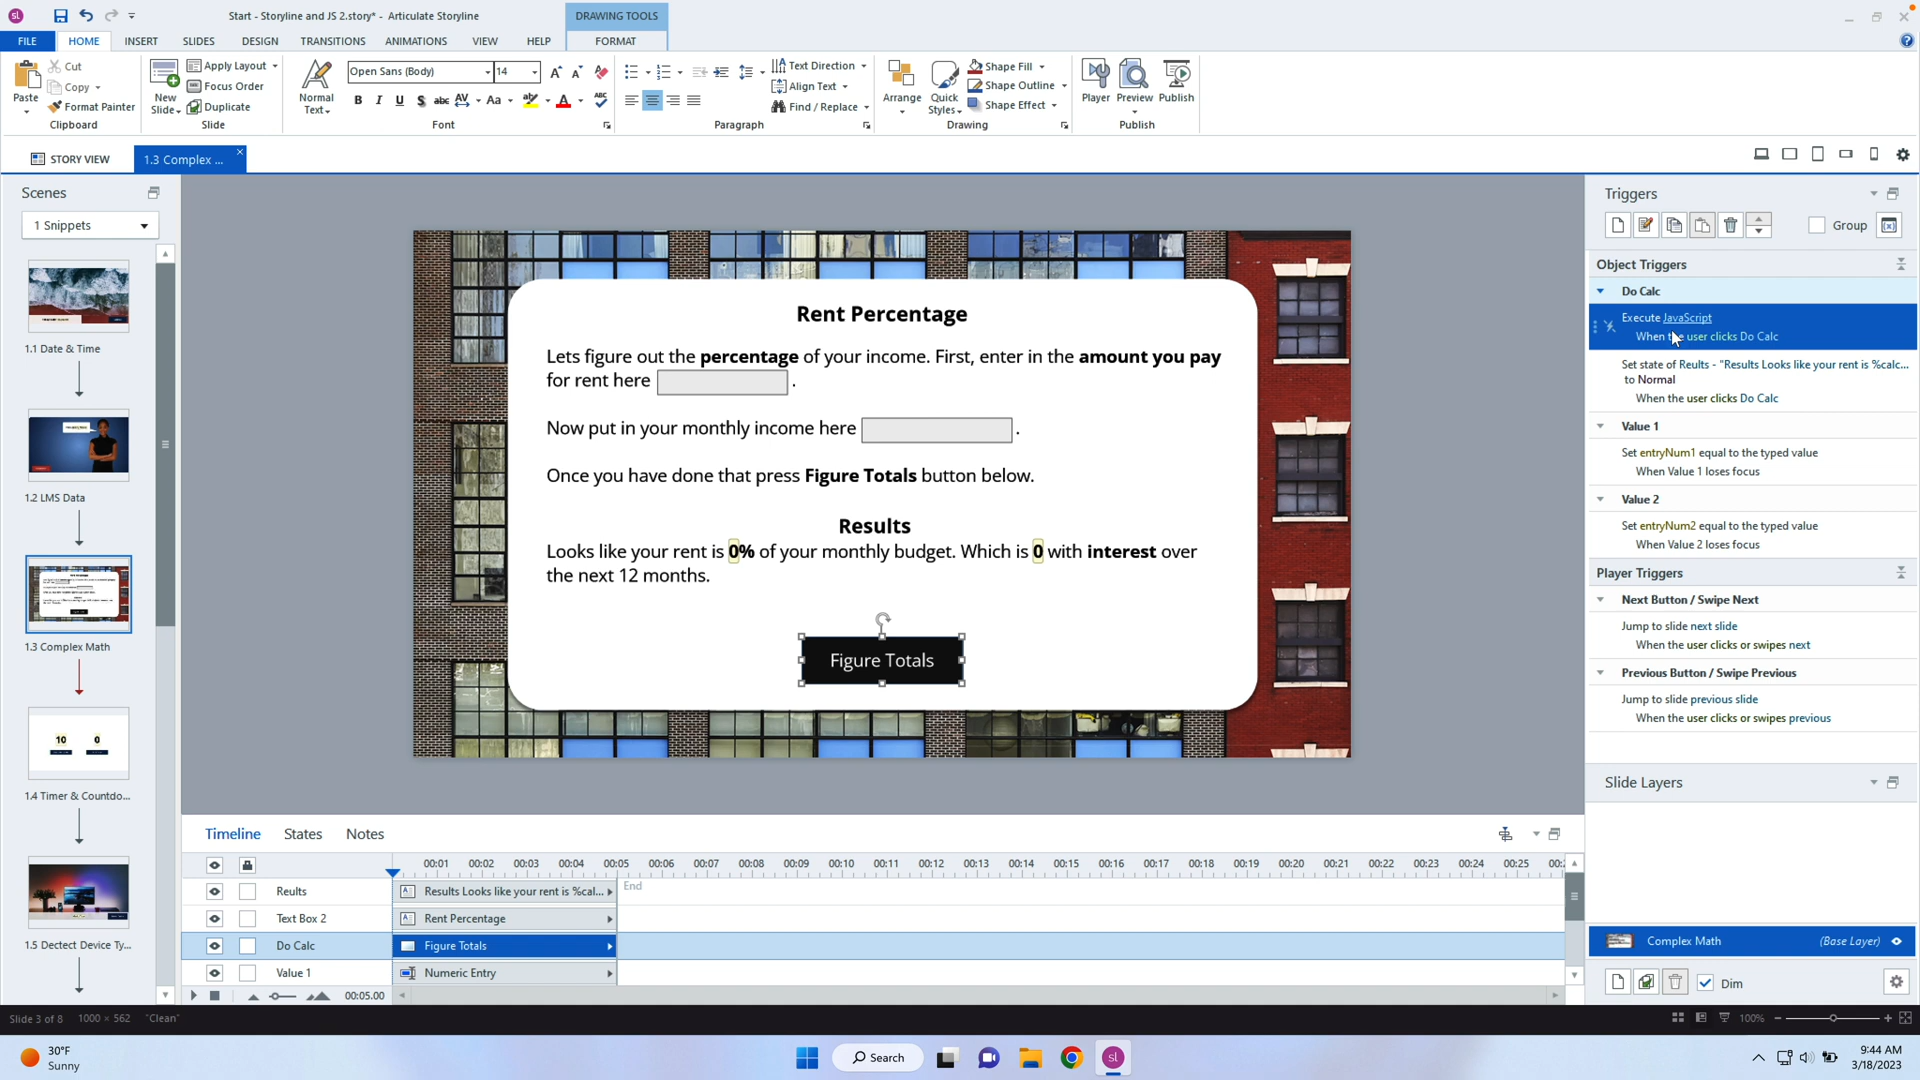 Start - Storyline and JS 2.story* - Articulate Storyline
DRAWING TOOLS
FILE HOME INSERT SLIDES DESIGN TRANSITIONS ANIMATIONS VIEW HELP FORMAT
Paste
Cut
Copy
Format Painter
Clipboard
New Slide
Apply Layout
Focus Order
Duplicate
Slide
Normal Text
Open Sans (Body) 14
Font
Text Direction
Align Text
Find / Replace
Paragraph
Arrange
Quick Styles
Shape Fill
Shape Outline
Shape Effect
Drawing
Player Preview Publish
Publish
STORY VIEW
1.3 Complex ...
Scenes
1 Snippets
1.1 Date & Time
1.2 LMS Data
1.3 Complex Math
10 0
1.4 Timer & Countdo...
1.5 Dectect Device Ty...
Rent Percentage
Lets figure out the percentage of your income. First, enter in the amount you pay
for rent here .
Now put in your monthly income here .
Once you have done that press Figure Totals button below.
Results
Looks like your rent is 0% of your monthly budget. Which is 0 with interest over
the next 12 months.
Figure Totals
Triggers
Group
Object Triggers
Do Calc
Execute JavaScript
When the user clicks Do Calc
Set state of Reults - "Results Looks like your rent is %calc...
to Normal
When the user clicks Do Calc
Value 1
Set entryNum1 equal to the typed value
When Value 1 loses focus
Value 2
Set entryNum2 equal to the typed value
When Value 2 loses focus
Player Triggers
Next Button / Swipe Next
Jump to slide next slide
When the user clicks or swipes next
Previous Button / Swipe Previous
Jump to slide previous slide
When the user clicks or swipes previous
Slide Layers
Complex Math (Base Layer)
Dim
Timeline States Notes
00:01 00:02 00:03 00:04 00:05 00:06 00:07 00:08 00:09 00:10 00:11 00:12 00:13 00:14 00:15 00:16 00:17 00:18 00:19 00:20 00:21 00:22 00:23 00:24 00:25
Reults Results Looks like your rent is %cal... End
Text Box 2 Rent Percentage
Do Calc Figure Totals
Value 1 Numeric Entry
00:05.00
Slide 3 of 8 1000 × 562 "Clean" 100%
30°F
Sunny
Search
9:44 AM
3/18/2023